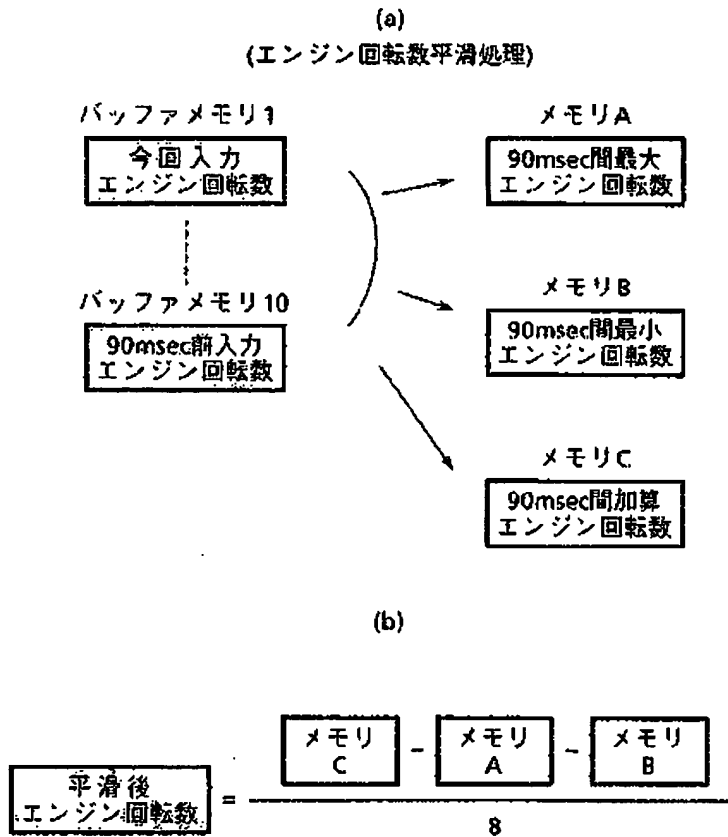 (a)
(エンジン回転数平滑処理)
バッファメモリ1
今回入力
エンジン回転数
バッファメモリ10
90msec前入力
エンジン回転数
メモリA
90msec間最大
エンジン回転数
メモリB
90msec間最小
エンジン回転数
メモリC
90msec間加算
エンジン回転数
(b)
平滑後
エンジン回転数
=
メモリ
C
-
メモリ
A
-
メモリ
B
8